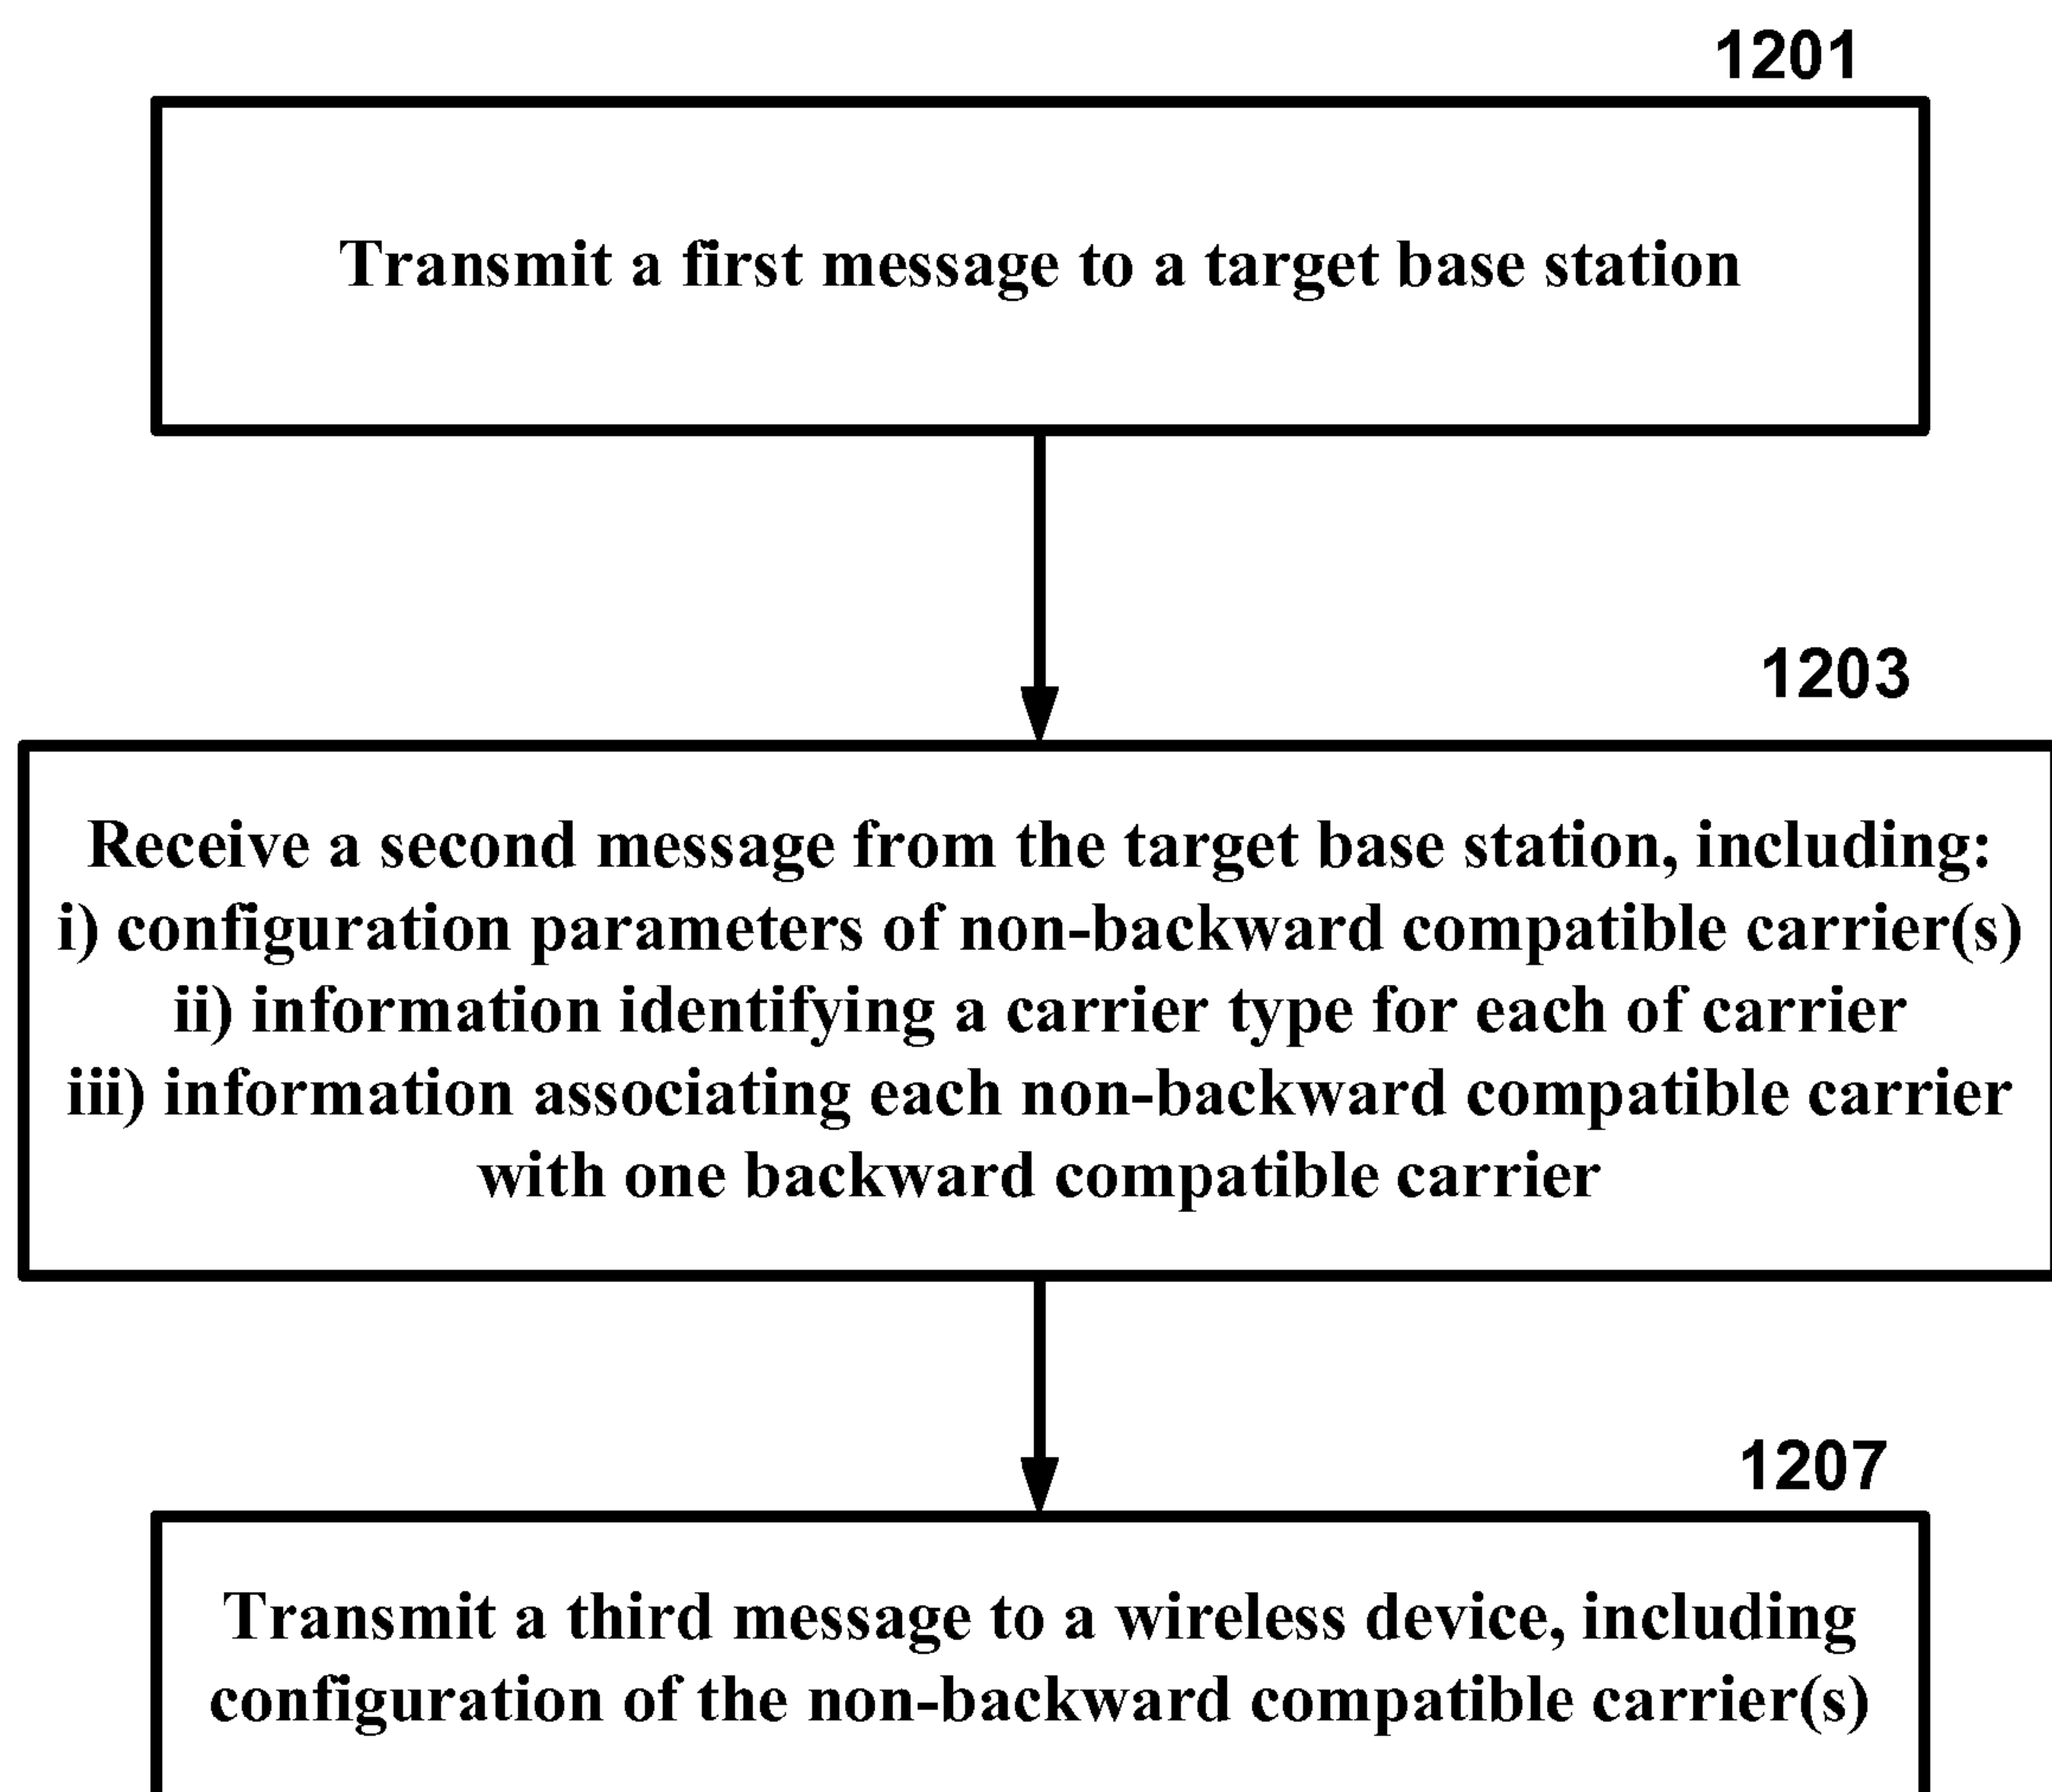 1201
Transmit a first message to a target base station
1203
Receive a second message from the target base station, including:
i) configuration parameters of non-backward compatible carrier(s)
ii) information identifying a carrier type for each of carrier
iii) information associating each non-backward compatible carrier
with one backward compatible carrier
1207
Transmit a third message to a wireless device, including
configuration of the non-backward compatible carrier(s)